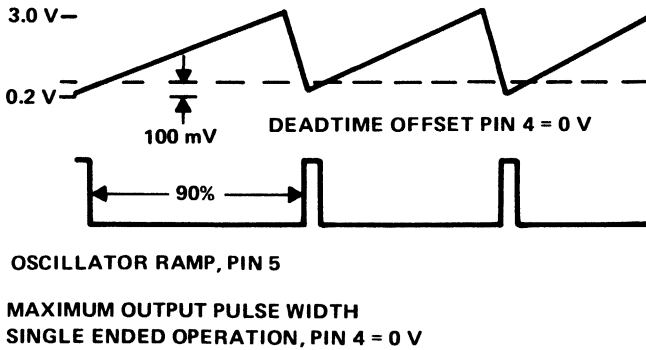 3.0 V
0.2 V
100 mV
DEADTIME OFFSET PIN 4 = 0 V
90%
OSCILLATOR RAMP, PIN 5
MAXIMUM OUTPUT PULSE WIDTH
SINGLE ENDED OPERATION, PIN 4 = 0 V